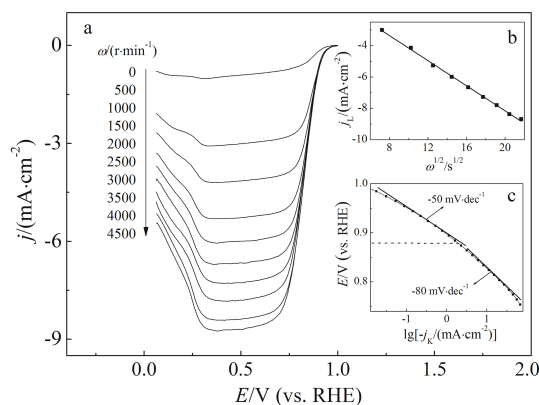 a
ω/(r·min⁻¹)
0
500
1000
1500
2000
2500
3000
3500
4000
4500
0
-3
-6
-9
j/(mA·cm⁻²)
0.0
0.5
1.0
1.5
2.0
E/V (vs. RHE)
b
-2
-4
-6
-8
-10
j_L/(mA·cm⁻²)
8
12
16
20
ω^1/2/s^1/2
c
1.0
0.9
0.8
E/V (vs. RHE)
-50 mV·dec⁻¹
-80 mV·dec⁻¹
-1
0
1
lg[-j_K/(mA·cm⁻²)]